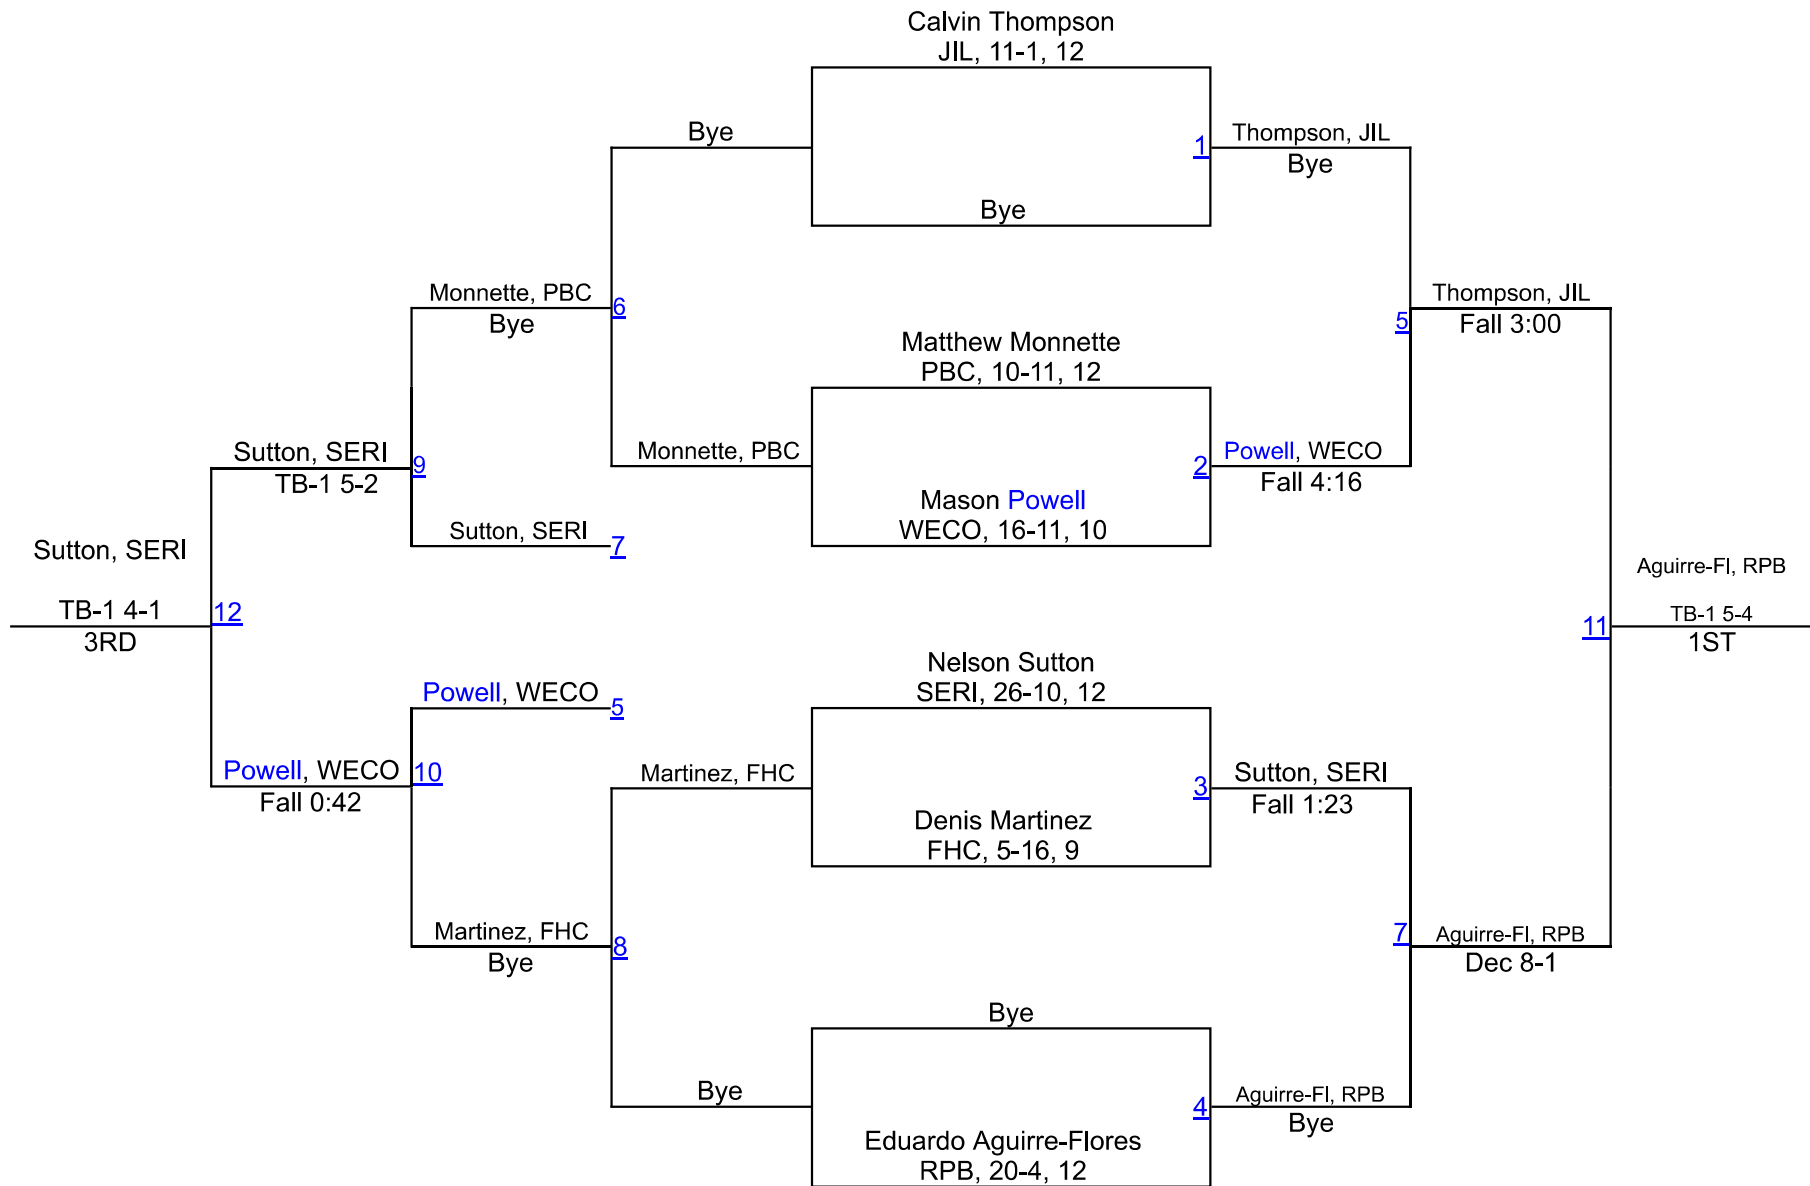 Calvin Thompson
JIL, 11-1, 12
Bye
1
Thompson, JIL
Bye
Bye
Monnette, PBC
Bye
6
Thompson, JIL
Fall 3:00
5
Matthew Monnette
PBC, 10-11, 12
Sutton, SERI
TB-1 5-2
9
Monnette, PBC
2
Powell, WECO
Fall 4:16
Mason Powell
WECO, 16-11, 10
Sutton, SERI
7
Sutton, SERI
TB-1 4-1
3RD
12
Aguirre-Fl, RPB
TB-1 5-4
1ST
11
Nelson Sutton
SERI, 26-10, 12
Powell, WECO
5
Powell, WECO
Fall 0:42
10
Martinez, FHC
3
Sutton, SERI
Fall 1:23
Denis Martinez
FHC, 5-16, 9
Martinez, FHC
Bye
8
7
Aguirre-Fl, RPB
Dec 8-1
Bye
Bye
4
Aguirre-Fl, RPB
Bye
Eduardo Aguirre-Flores
RPB, 20-4, 12